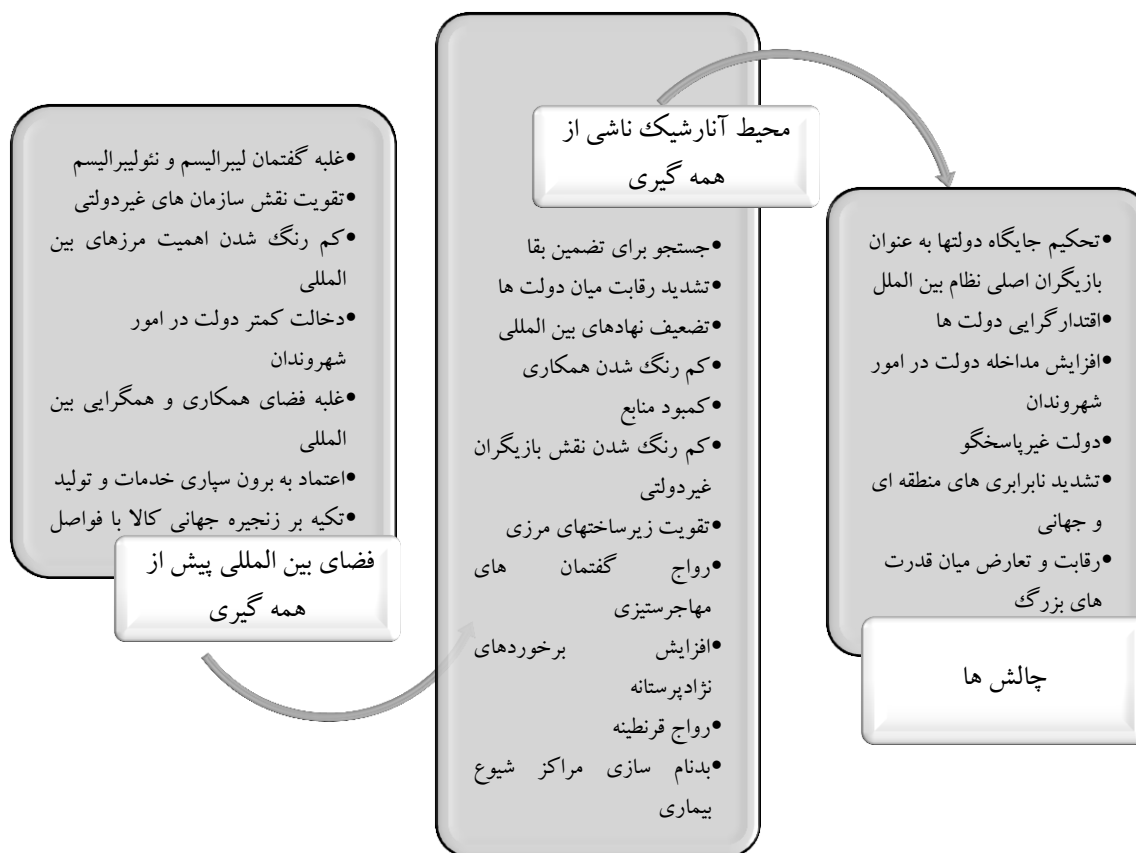 •غلبه گفتمان لیبرالیسم و نئولیبرالیسم
•تقویت نقش سازمان های غیردولتی
•کم رنگ شدن اهمیت مرزهای بین
المللی
•دخالت کمتر دولت در امور
شهروندان
•غلبه فضای همکاری و همگرایی بین
المللی
•اعتماد به برون سپاری خدمات و تولید
•تکیه بر زنجیره جهانی کالا با فواصل
فضای بین المللی پیش از
همه گیری
محیط آنارشیک ناشی از
همه گیری
•جستجو برای تضمین بقا
•تشدید رقابت میان دولت ها
•تضعیف نهادهای بین المللی
•کم رنگ شدن همکاری
•کمبود منابع
•کم رنگ شدن نقش بازیگران
غیردولتی
•تقویت زیرساختهای مرزی
•رواج گفتمان های
مهاجرستیزی
•افزایش برخوردهای
نژادپرستانه
•رواج قرنطینه
•بدنام سازی مراکز شیوع
بیماری
•تحکیم جایگاه دولتها به عنوان
بازیگران اصلی نظام بین الملل
•اقتدارگرایی دولت ها
•افزایش مداخله دولت در امور
شهروندان
•دولت غیرپاسخگو
•تشدید نابرابری های منطقه ای
و جهانی
•رقابت و تعارض میان قدرت
های بزرگ
چالش ها